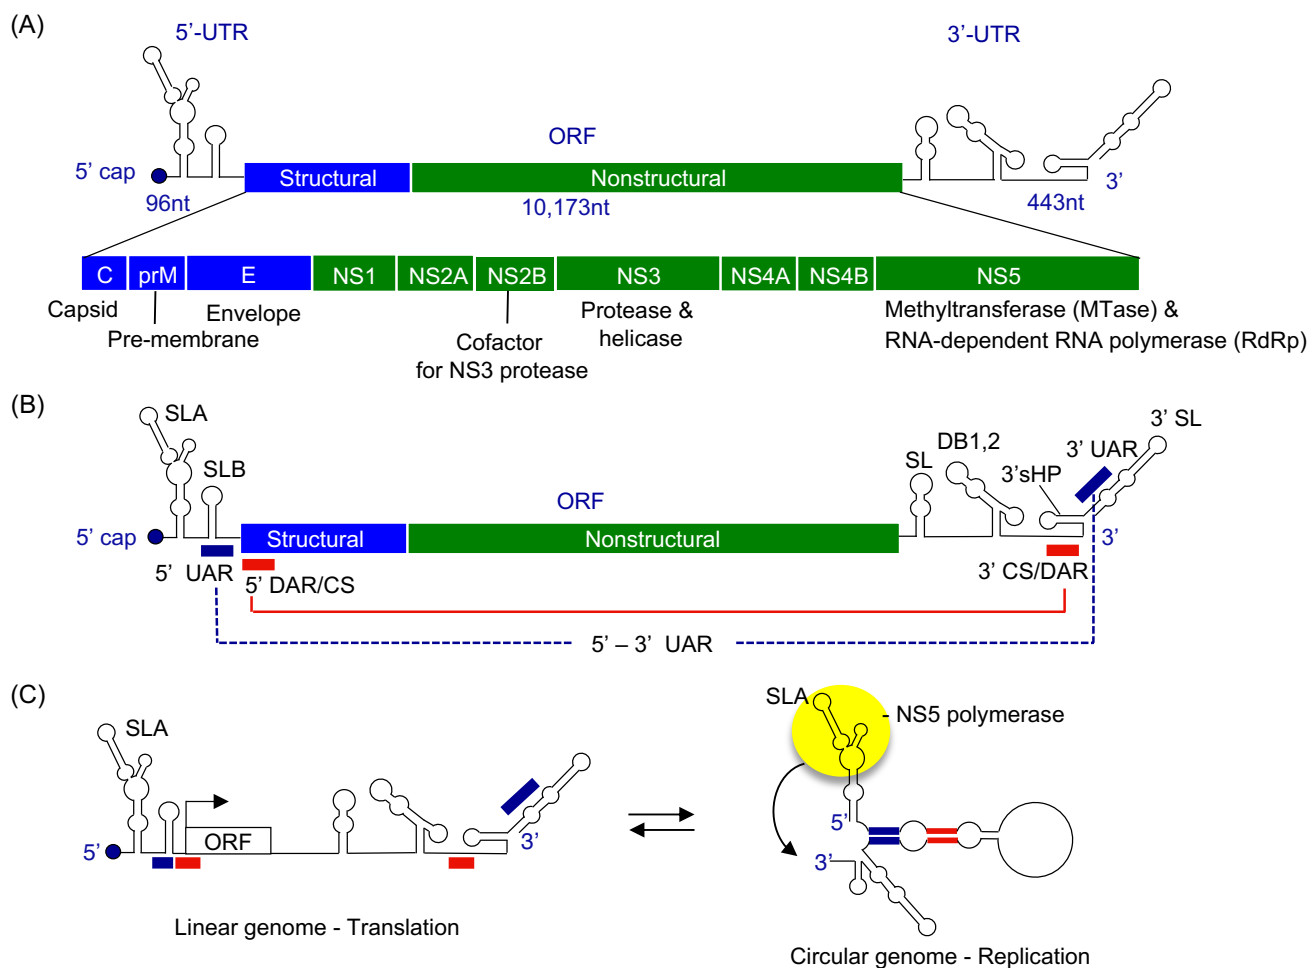 (A)
5’-UTR
3’-UTR
ORF
5’ cap
Structural
Nonstructural
3’
96nt
10,173nt
443nt
C
prM
E
NS1
NS2A
NS2B
NS3
NS4A
NS4B
NS5
Capsid
Pre-membrane
Envelope
Cofactor
for NS3 protease
Protease &
helicase
Methyltransferase (MTase) &
RNA-dependent RNA polymerase (RdRp)
(B)
SLA
SLB
ORF
SL
DB1,2
3’sHP
3’ UAR
3’ SL
5’ cap
Structural
Nonstructural
3’
5’ UAR
5’ DAR/CS
3’ CS/DAR
5’ – 3’ UAR
(C)
SLA
5’
ORF
3’
Linear genome - Translation
SLA
- NS5 polymerase
5’
3’
Circular genome - Replication